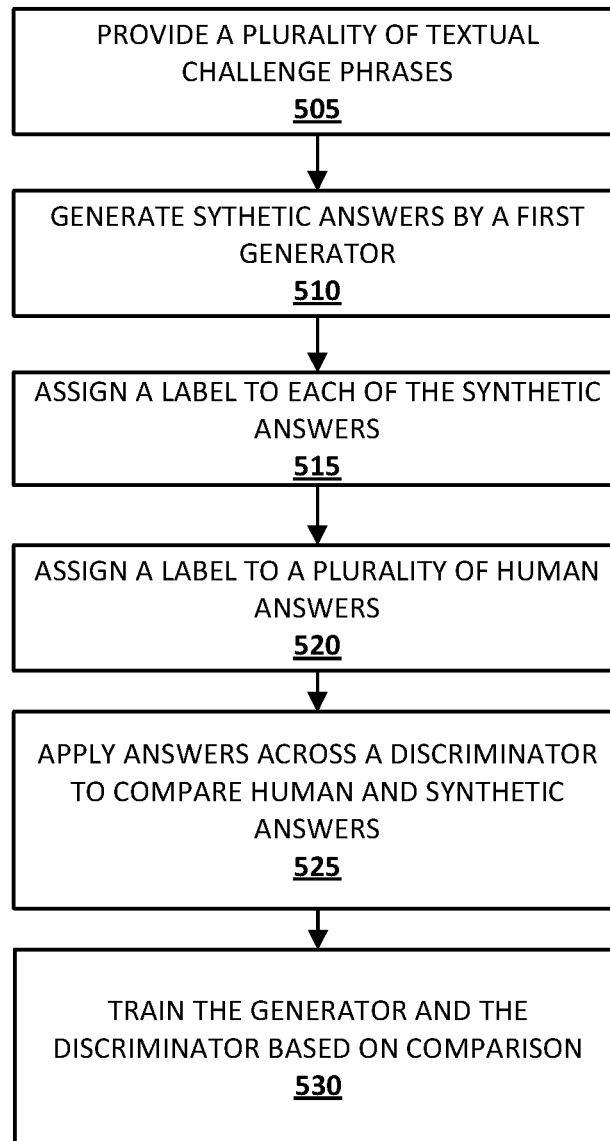 PROVIDE A PLURALITY OF TEXTUAL
CHALLENGE PHRASES
505
GENERATE SYTHETIC ANSWERS BY A FIRST
GENERATOR
510
ASSIGN A LABEL TO EACH OF THE SYNTHETIC
ANSWERS
515
ASSIGN A LABEL TO A PLURALITY OF HUMAN
ANSWERS
520
APPLY ANSWERS ACROSS A DISCRIMINATOR
TO COMPARE HUMAN AND SYNTHETIC
ANSWERS
525
TRAIN THE GENERATOR AND THE
DISCRIMINATOR BASED ON COMPARISON
530